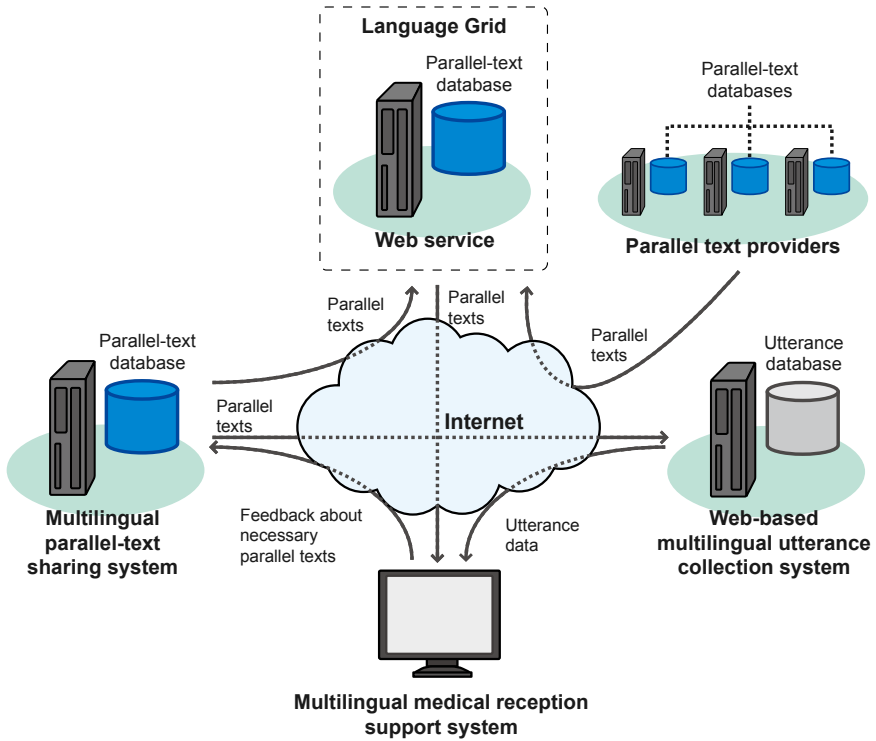 Language Grid
Parallel-text
database
Web service
Parallel-text
databases
Parallel text providers
Parallel
texts
Parallel
texts
Parallel
texts
Parallel-text
database
Utterance
database
Parallel
texts
Internet
Multilingual
parallel-text
sharing system
Feedback about
necessary
parallel texts
Utterance
data
Web-based
multilingual utterance
collection system
Multilingual medical reception
support system